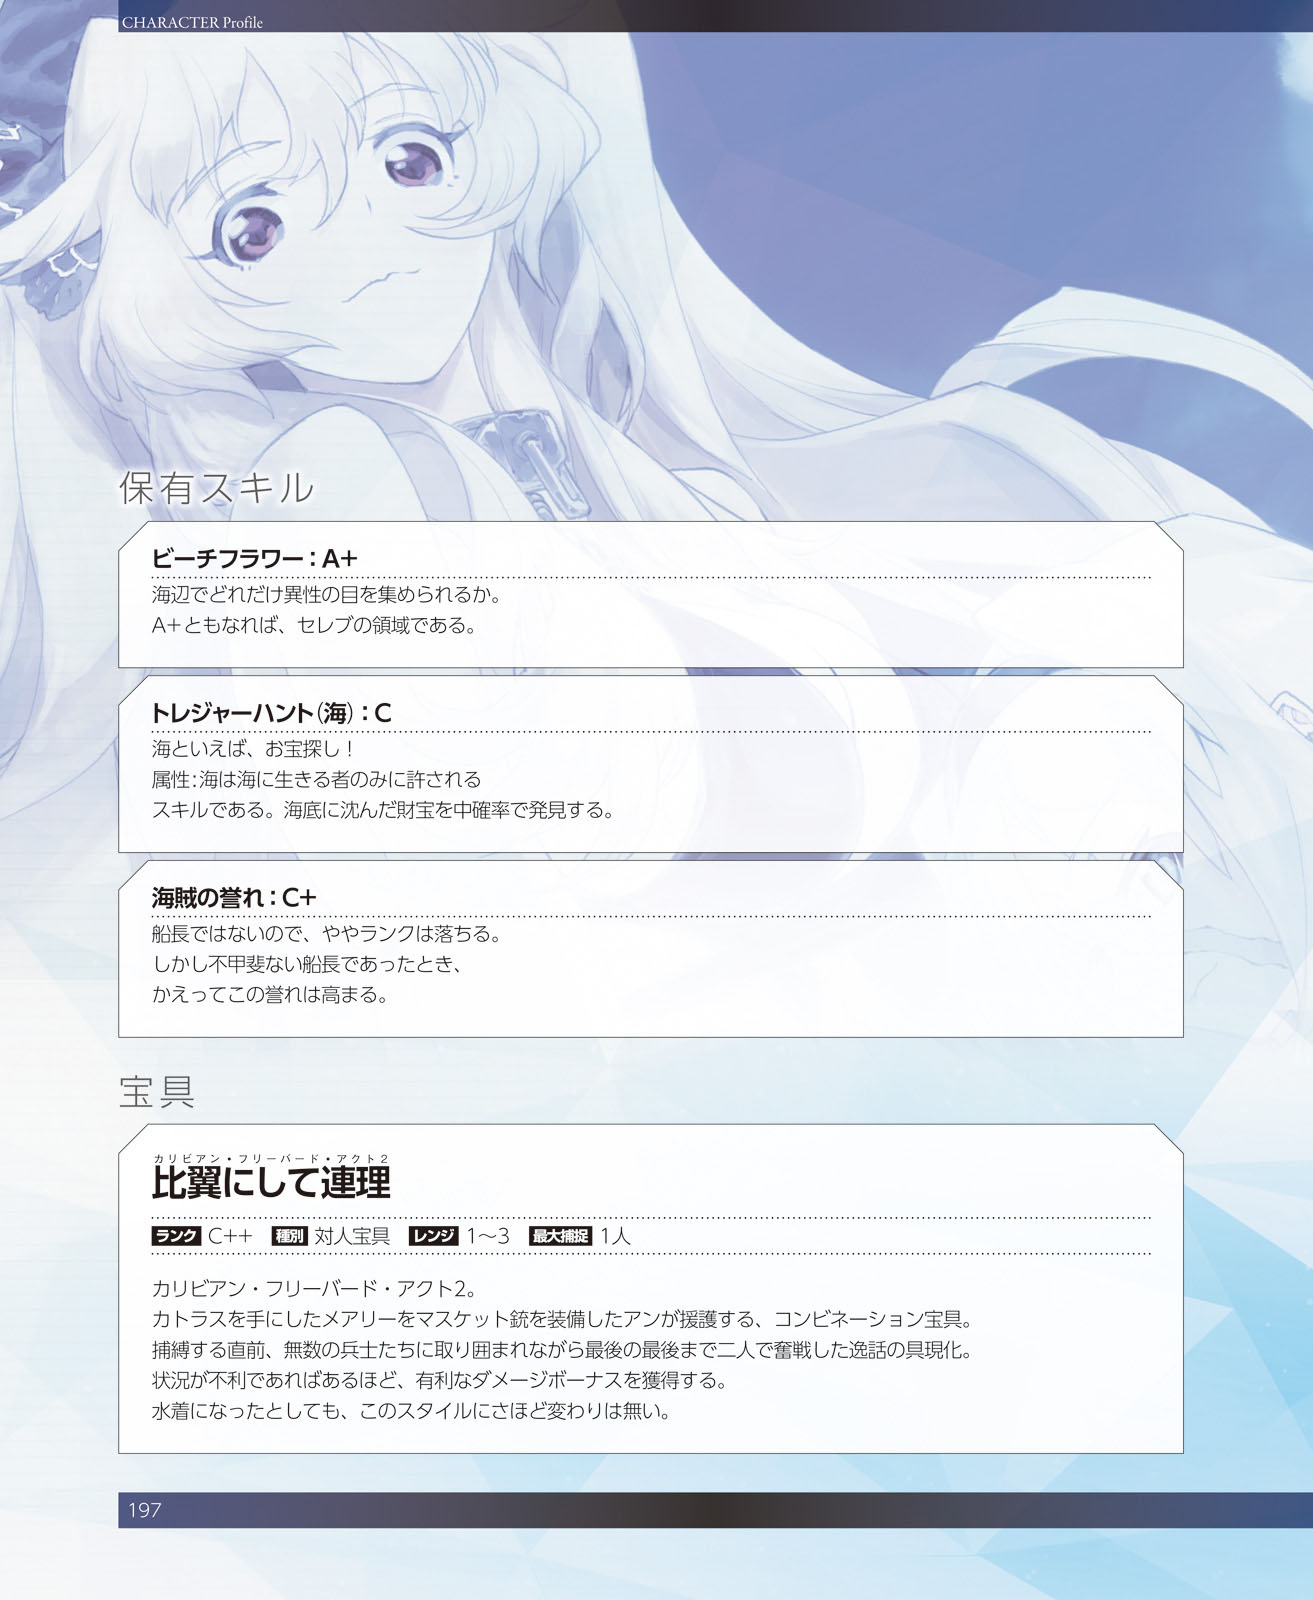 CHARACTER Profile
保有スキル
ビーチフラワー：A+
海辺でどれだけ異性の目を集められるか。
A+ともなれば、セレブの領域である。
トレジャーハント(海)：C
海といえば、お宝探し！
属性：海は海に生きる者のみに許される
スキルである。海底に沈んだ財宝を中確率で発見する。
海賊の誉れ：C+
船長ではないので、ややランクは落ちる。
しかし不甲斐ない船長であったとき、
かえってこの誉れは高まる。
宝具
カリビアン・フリーバード・アクト2
比翼にして連理
ランク C++ 種別 対人宝具 レンジ 1～3 最大捕捉 1人
カリビアン・フリーバード・アクト2。
カトラスを手にしたメアリーをマスケット銃を装備したアンが援護する、コンビネーション宝具。
捕縛する直前、無数の兵士たちに取り囲まれながら最後の最後まで二人で奮戦した逸話の具現化。
状況が不利であればあるほど、有利なダメージボーナスを獲得する。
水着になったとしても、このスタイルにさほど変わりは無い。
197